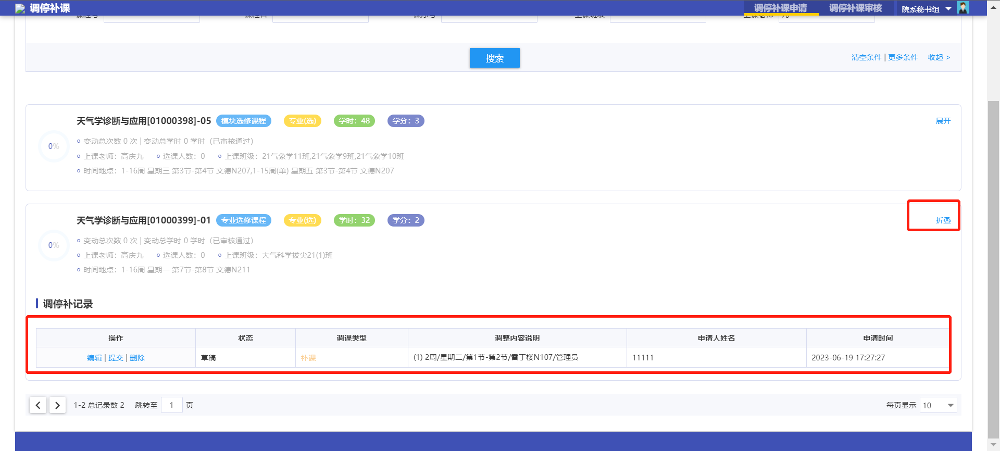 调停补课
调停补课申请 调停补课审核 院系秘书组
搜索
清空条件 | 更多条件 收起 >
天气学诊断与应用[01000398]-05 模块选修课程 专业(选) 学时：48 学分：3 展开
0%
变动总次数 0 次 | 变动总学时 0 学时（已审核通过）
上课老师：高庆九 选课人数：0 上课班级：21气象学11班,21气象学9班,21气象学10班
时间地点：1-16周 星期三 第3节-第4节 文德N207,1-15周(单) 星期五 第3节-第4节 文德N207
天气学诊断与应用[01000399]-01 专业选修课程 专业(选) 学时：32 学分：2 折叠
0%
变动总次数 0 次 | 变动总学时 0 学时（已审核通过）
上课老师：高庆九 选课人数：0 上课班级：大气科学拔尖21(1)班
时间地点：1-16周 星期一 第7节-第8节 文德N211
调停补记录
操作 状态 调课类型 调整内容说明 申请人姓名 申请时间
编辑 | 提交 | 删除 草稿 补课 (1) 2周/星期二/第1节-第2节/雷丁楼N107/管理员 11111 2023-06-19 17:27:27
1-2 总记录数 2 跳转至 1 页 每页显示 10